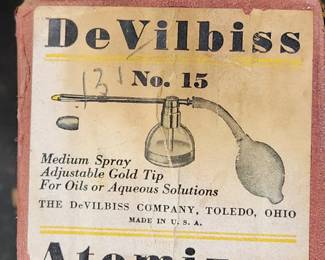 DeVilbiss
No. 15
13
Medium Spray
Adjustable Gold Tip
For Oils or Aqueous Solutions
THE DeVILBISS COMPANY, TOLEDO, OHIO
MADE IN U. S. A.